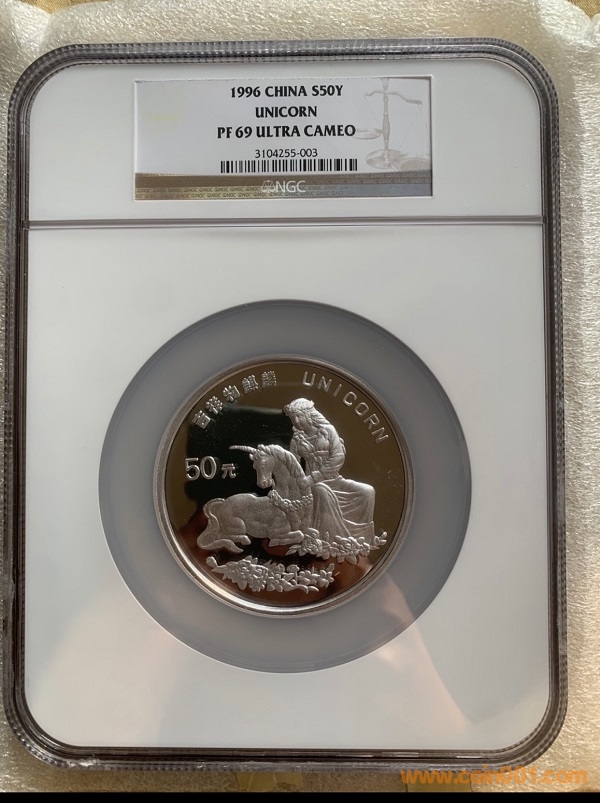 1996 CHINA S50Y
UNICORN
PF 69 ULTRA CAMEO
3104255-003
NGC
吉祥物麒麟 UNICORN
50元
www.coin001.com